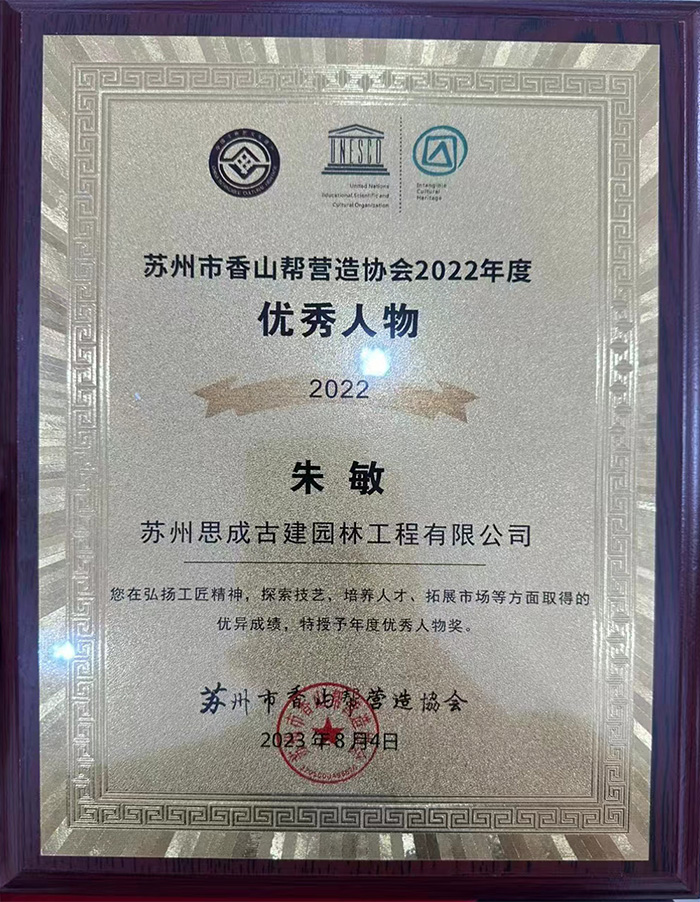 UNESCO
United Nations
Educational, Scientific and
Cultural Organization
Intangible
Cultural
Heritage
苏州市香山帮营造协会2022年度
优秀人物
2022
朱敏
苏州思成古建园林工程有限公司
您在弘扬工匠精神，探索技艺、培养人才、拓展市场等方面取得的
优异成绩，特授予年度优秀人物奖。
苏州市香山帮营造協会
2023年8月4日